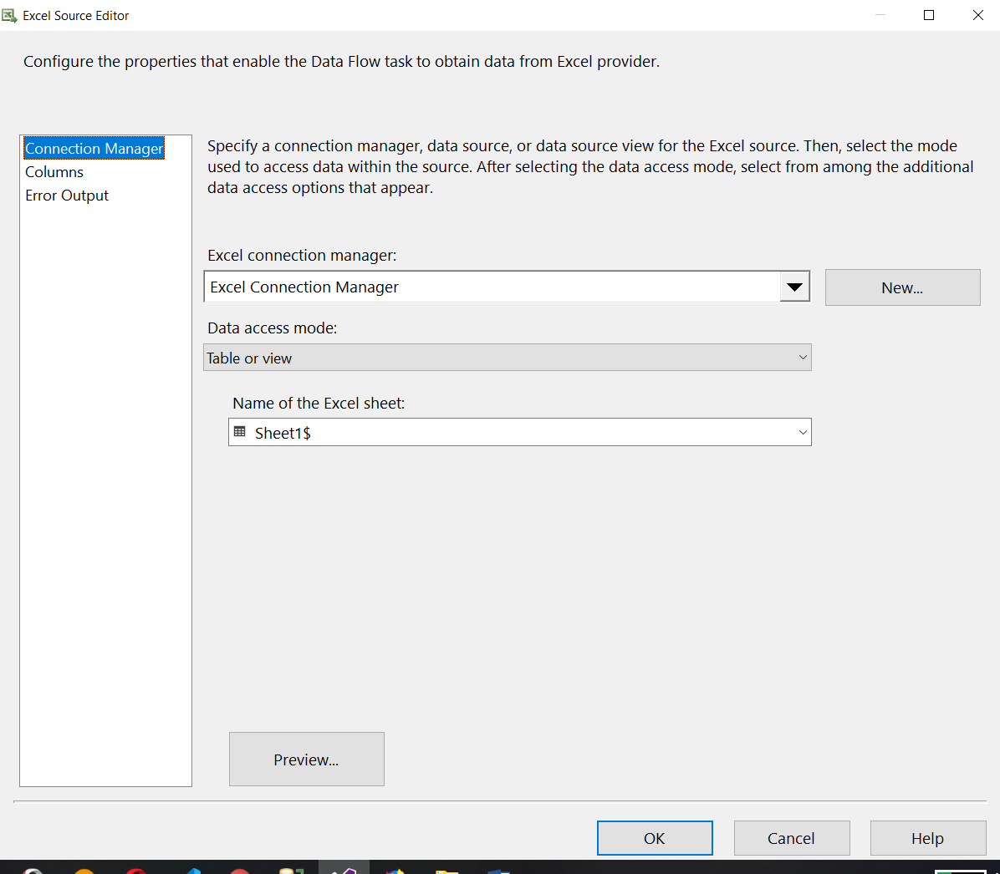 Excel Source Editor
Configure the properties that enable the Data Flow task to obtain data from Excel provider.
Connection Manager
Columns
Error Output
Specify a connection manager, data source, or data source view for the Excel source. Then, select the mode
used to access data within the source. After selecting the data access mode, select from among the additional
data access options that appear.
Excel connection manager:
Excel Connection Manager
New...
Data access mode:
Table or view
Name of the Excel sheet:
Sheet1$
Preview...
OK
Cancel
Help